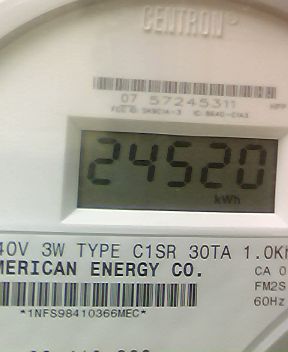 CENTRON
07 57245311
24520
kWh
40V 3W TYPE C1SR 30TA 1.0Kh
MERICAN ENERGY CO.
CA 0
FM2S
60Hz
*1NFS98410366MEC*